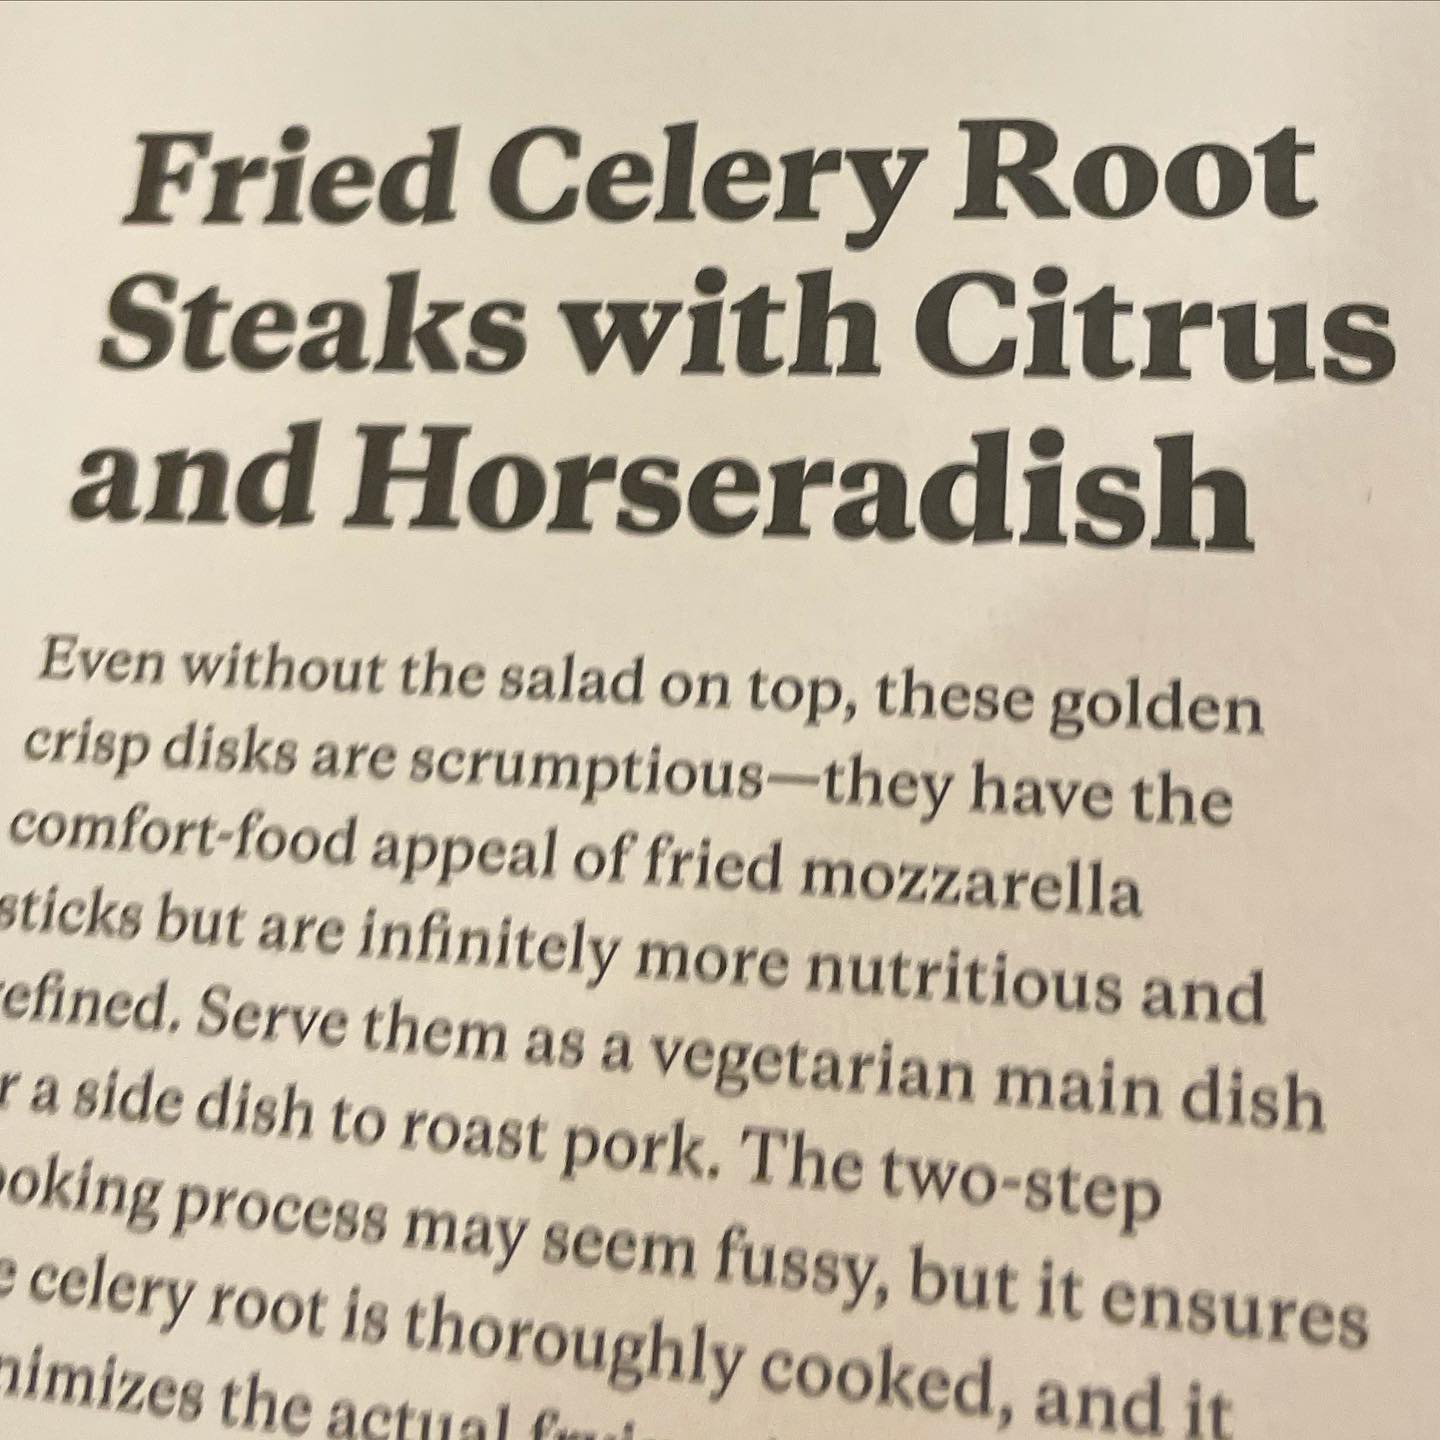 Fried Celery Root
Steaks with Citrus
and Horseradish
Even without the salad on top, these golden
crisp disks are scrumptious—they have the
comfort-food appeal of fried mozzarella
sticks but are infinitely more nutritious and
refined. Serve them as a vegetarian main dish
r a side dish to roast pork. The two-step
ooking process may seem fussy, but it ensures
e celery root is thoroughly cooked, and it
nimizes the actual